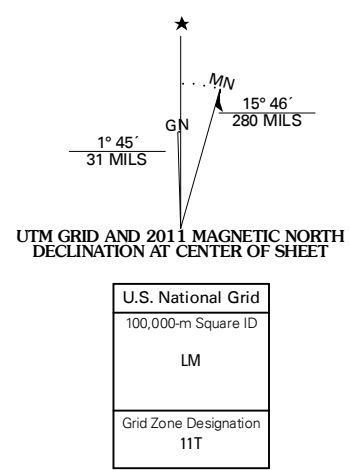 MN
GN
15° 46´
280 MILS
1° 45´
31 MILS
UTM GRID AND 2011 MAGNETIC NORTH
DECLINATION AT CENTER OF SHEET
U.S. National Grid
100,000-m Square ID
LM
Grid Zone Designation
11T